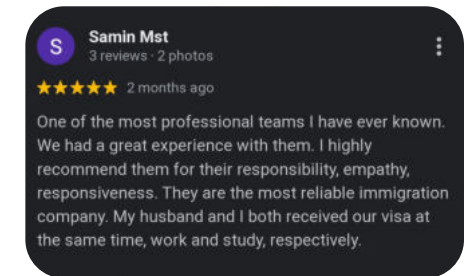 S
Samin Mst
3 reviews · 2 photos
2 months ago
One of the most professional teams I have ever known.
We had a great experience with them. I highly
recommend them for their responsibility, empathy,
responsiveness. They are the most reliable immigration
company. My husband and I both received our visa at
the same time, work and study, respectively.